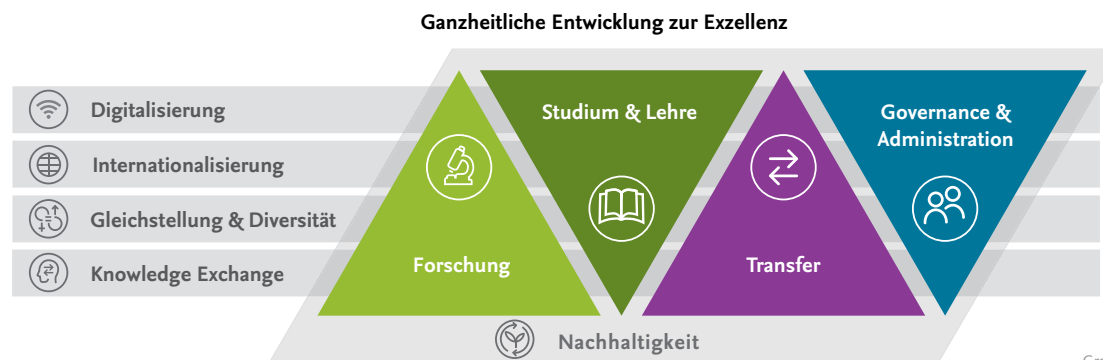 Ganzheitliche Entwicklung zur Exzellenz
Digitalisierung
Internationalisierung
Gleichstellung & Diversität
Knowledge Exchange
Forschung
Studium & Lehre
Transfer
Governance &
Administration
Nachhaltigkeit